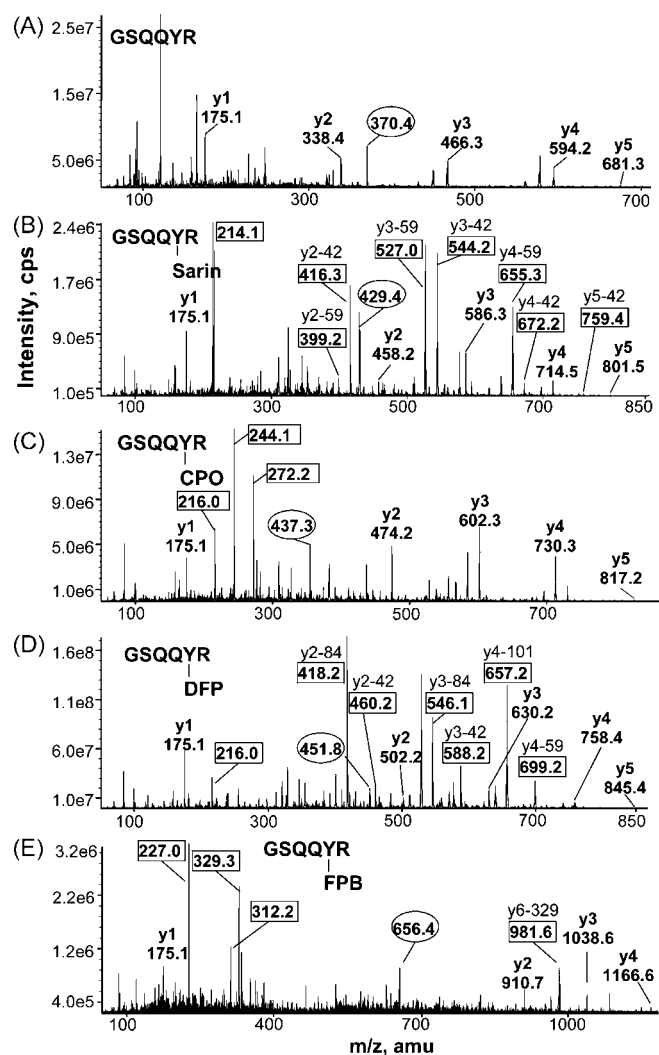 (A)
2.5e7
GSQQYR
1.5e7
y1
175.1
y2
338.4
370.4
y3
466.3
y4
594.2
y5
681.3
5.0e6
100
300
500
700
(B)
2.4e6
GSQQYR
Sarin
214.1
y1
175.1
y2-42
416.3
y2-59
399.2
429.4
y2
458.2
y3-59
527.0
y3-42
544.2
y3
586.3
y4-59
655.3
y4-42
672.2
y4
714.5
y5-42
759.4
y5
801.5
1.7e6
9.0e5
1.0e5
100
300
500
700
850
Intensity, cps
(C)
GSQQYR
CPO
244.1
272.2
216.0
y1
175.1
437.3
y2
474.2
y3
602.3
y4
730.3
y5
817.2
1.3e7
9.0e6
5.0e6
1.0e6
100
300
500
700
(D)
1.6e8
GSQQYR
DFP
y1
175.1
216.0
y2-84
418.2
y2-42
460.2
451.8
y2
502.2
y3-84
546.1
y3-42
588.2
y4-101
657.2
y3
630.2
y4-59
699.2
y4
758.4
y5
845.4
1.1e8
6.0e7
1.0e7
100
300
500
700
850
(E)
3.2e6
227.0
329.3
312.2
GSQQYR
FPB
y1
175.1
656.4
y6-329
981.6
y2
910.7
y3
1038.6
y4
1166.6
2.2e6
1.2e6
4.0e5
100
400
700
1000
m/z, amu